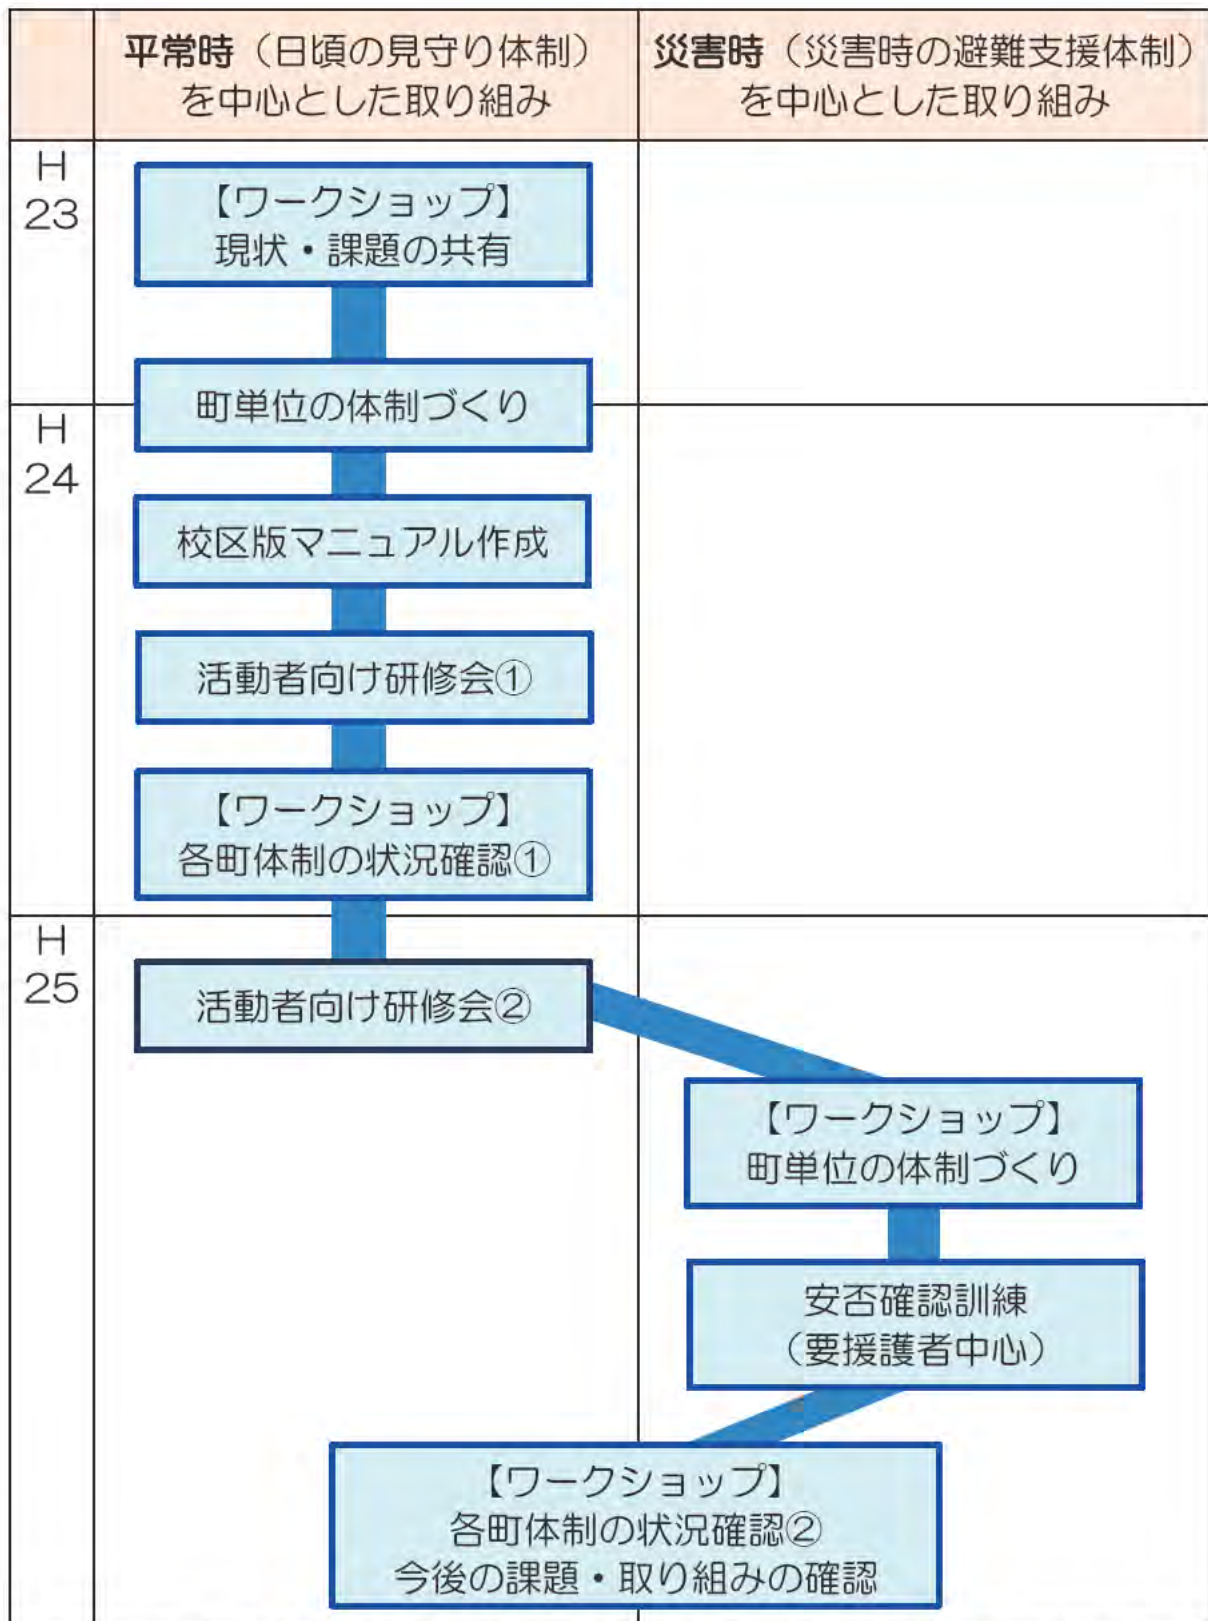 平常時（日頃の見守り体制）
を中心とした取り組み
災害時（災害時の避難支援体制）
を中心とした取り組み
H
23
【ワークショップ】
現状・課題の共有
町単位の体制づくり
H
24
校区版マニュアル作成
活動者向け研修会①
【ワークショップ】
各町体制の状況確認①
H
25
活動者向け研修会②
【ワークショップ】
町単位の体制づくり
安否確認訓練
（要援護者中心）
【ワークショップ】
各町体制の状況確認②
今後の課題・取り組みの確認